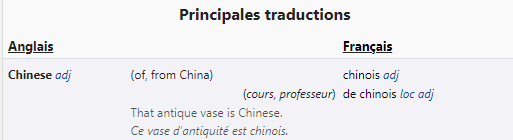 Principales traductions
Anglais Français
Chinese adj (of, from China) chinois adj
(cours, professeur) de chinois loc adj
That antique vase is Chinese.
Ce vase d'antiquité est chinois.